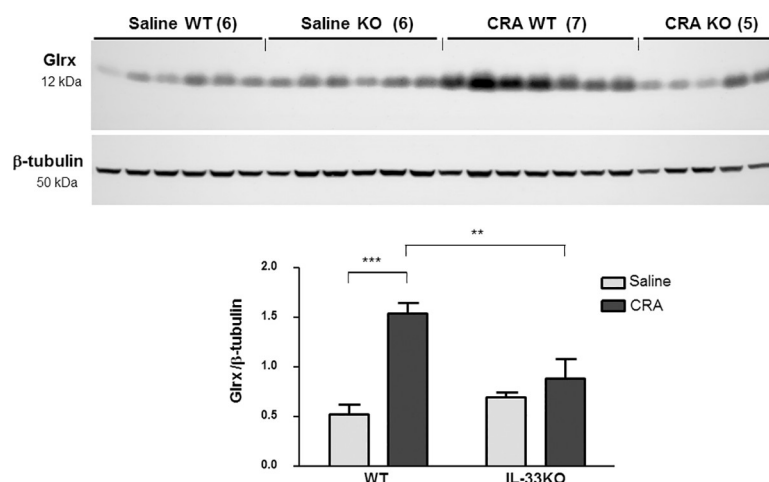 Saline WT (6) Saline KO (6) CRA WT (7) CRA KO (5)
Glrx
12 kDa
β-tubulin
50 kDa
** 
***
2.0
Saline
CRA
1.5
1.0
0.5
0.0
Glrx/β-tubulin
WT IL-33KO